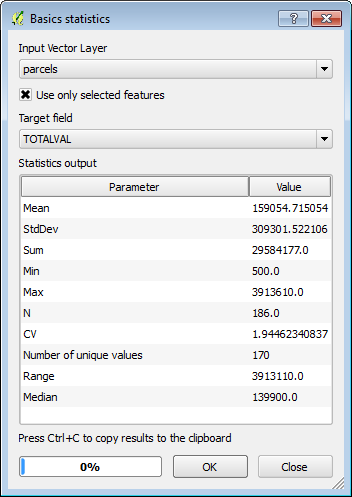 Basics statistics
Input Vector Layer
parcels
Use only selected features
Target field
TOTALVAL
Statistics output
Parameter Value
Mean 159054.715054
StdDev 309301.522106
Sum 29584177.0
Min 500.0
Max 3913610.0
N 186.0
CV 1.94462340837
Number of unique values 170
Range 3913110.0
Median 139900.0
Press Ctrl+C to copy results to the clipboard
0% OK Close